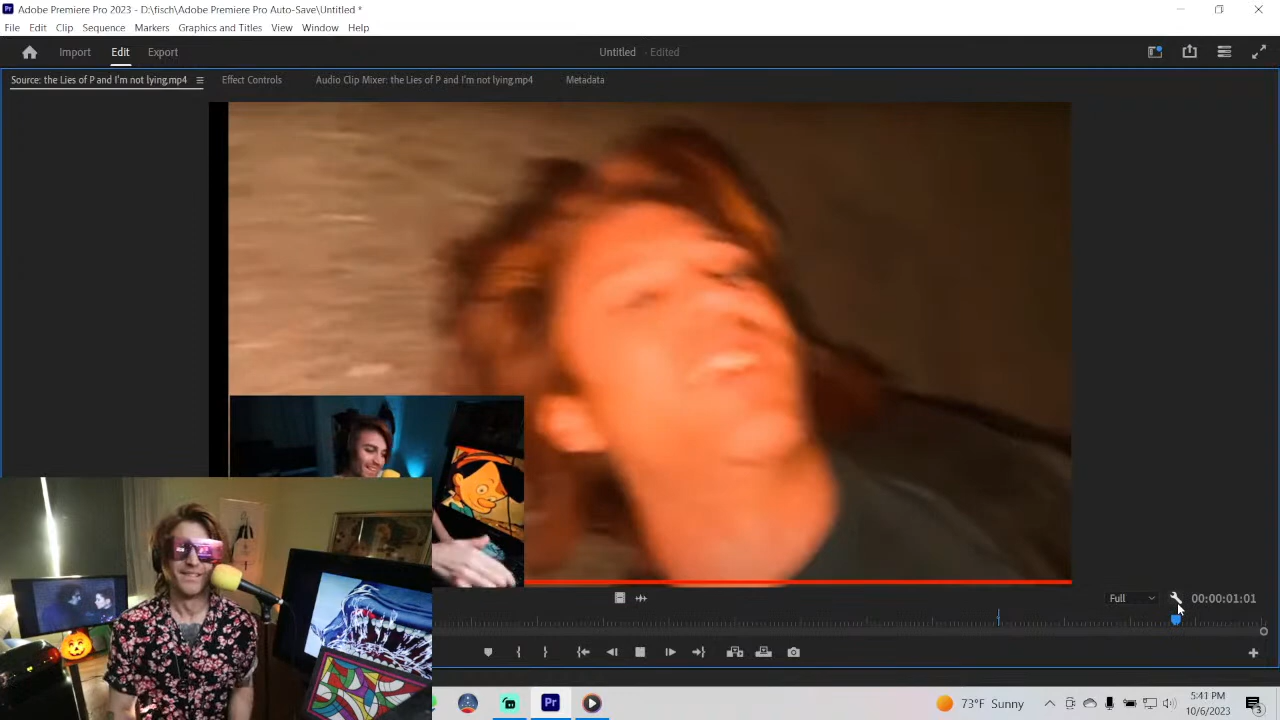 Adobe Premiere Pro 2023 - D:\fisch\Adobe Premiere Pro Auto-Save\Untitled *
File Edit Clip Sequence Markers Graphics and Titles View Window Help
Import Edit Export Untitled - Edited
Source: the Lies of P and I'm not lying.mp4 Effect Controls Audio Clip Mixer: the Lies of P and I'm not lying.mp4 Metadata
Full 00:00:01:01
Pr 73°F Sunny 5:41 PM
10/6/2023 3